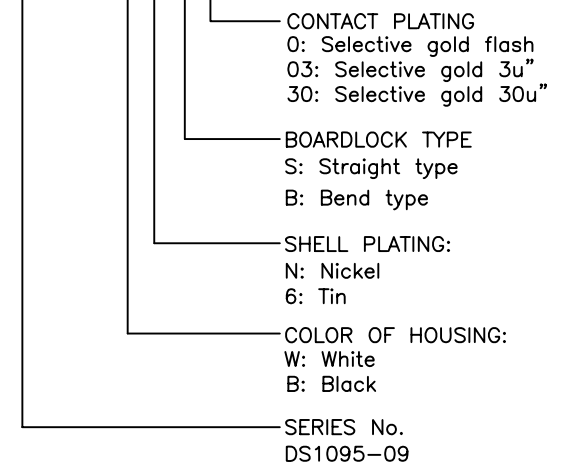 CONTACT PLATING
0: Selective gold flash
03: Selective gold 3u”
30: Selective gold 30u”
BOARDLOCK TYPE
S: Straight type
B: Bend type
SHELL PLATING:
N: Nickel
6: Tin
COLOR OF HOUSING:
W: White
B: Black
SERIES No.
DS1095-09